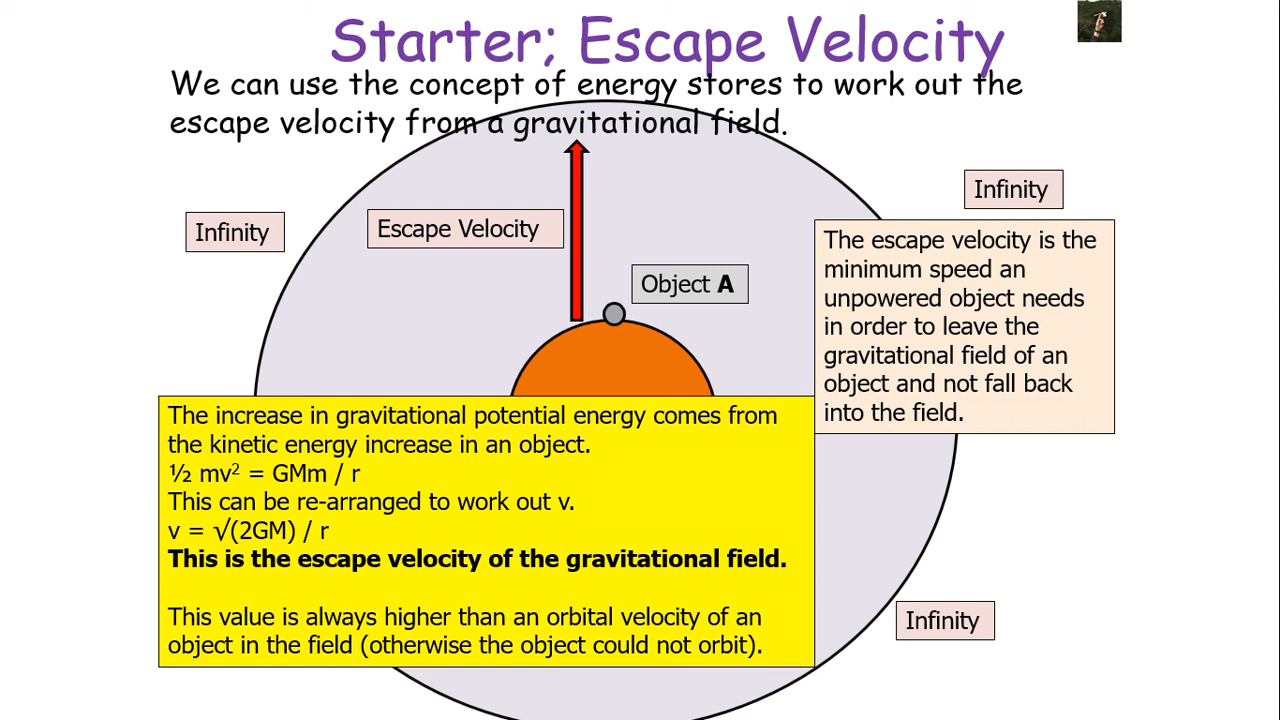 Starter; Escape Velocity
We can use the concept of energy stores to work out the
escape velocity from a gravitational field.
Infinity
Infinity
Escape Velocity
Object A
The escape velocity is the
minimum speed an
unpowered object needs
in order to leave the
gravitational field of an
object and not fall back
into the field.
The increase in gravitational potential energy comes from
the kinetic energy increase in an object.
½ mv² = GMm / r
This can be re-arranged to work out v.
v = √(2GM) / r
This is the escape velocity of the gravitational field.
This value is always higher than an orbital velocity of an
object in the field (otherwise the object could not orbit).
Infinity